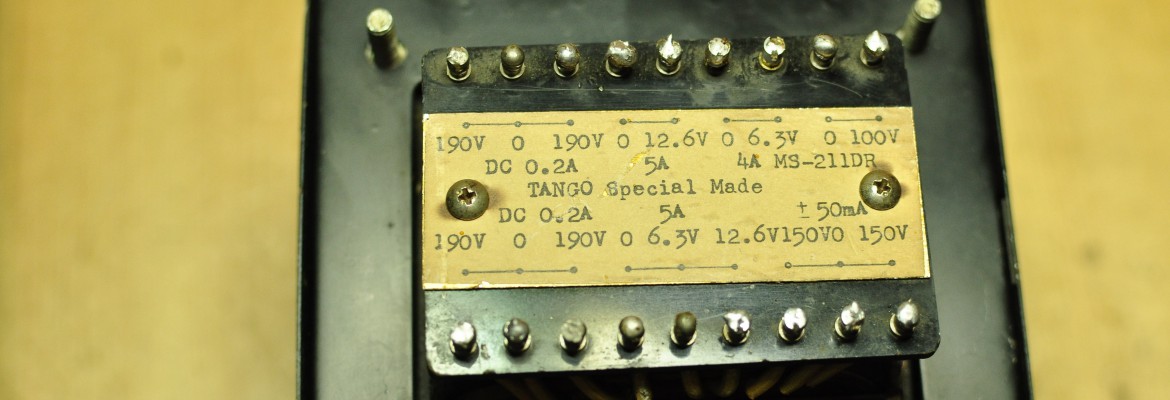 190V 0 190V 0 12.6V 0 6.3V 0 100V
DC 0.2A 5A 4A MS-211DR
TANGO Special Made
DC 0.2A 5A ± 50mA
190V 0 190V 0 6.3V 12.6V150V0 150V